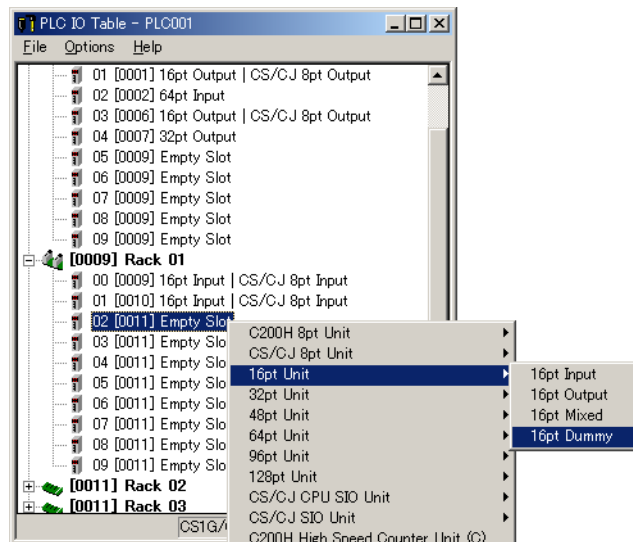 PLC IO Table - PLC001
File Options Help
01 [0001] 16pt Output | CS/CJ 8pt Output
02 [0002] 64pt Input
03 [0006] 16pt Output | CS/CJ 8pt Output
04 [0007] 32pt Output
05 [0009] Empty Slot
06 [0009] Empty Slot
07 [0009] Empty Slot
08 [0009] Empty Slot
09 [0009] Empty Slot
[0009] Rack 01
00 [0009] 16pt Input | CS/CJ 8pt Input
01 [0010] 16pt Input | CS/CJ 8pt Input
02 [0011] Empty Slo
03 [0011] Empty Slo
04 [0011] Empty Slo
05 [0011] Empty Slo
06 [0011] Empty Slo
07 [0011] Empty Slo
08 [0011] Empty Slo
09 [0011] Empty Slo
[0011] Rack 02
[0011] Rack 03
CS1G/
C200H 8pt Unit
CS/CJ 8pt Unit
16pt Unit
32pt Unit
48pt Unit
64pt Unit
96pt Unit
128pt Unit
CS/CJ CPU SIO Unit
CS/CJ SIO Unit
C200H High Speed Counter Unit (C)
16pt Input
16pt Output
16pt Mixed
16pt Dummy